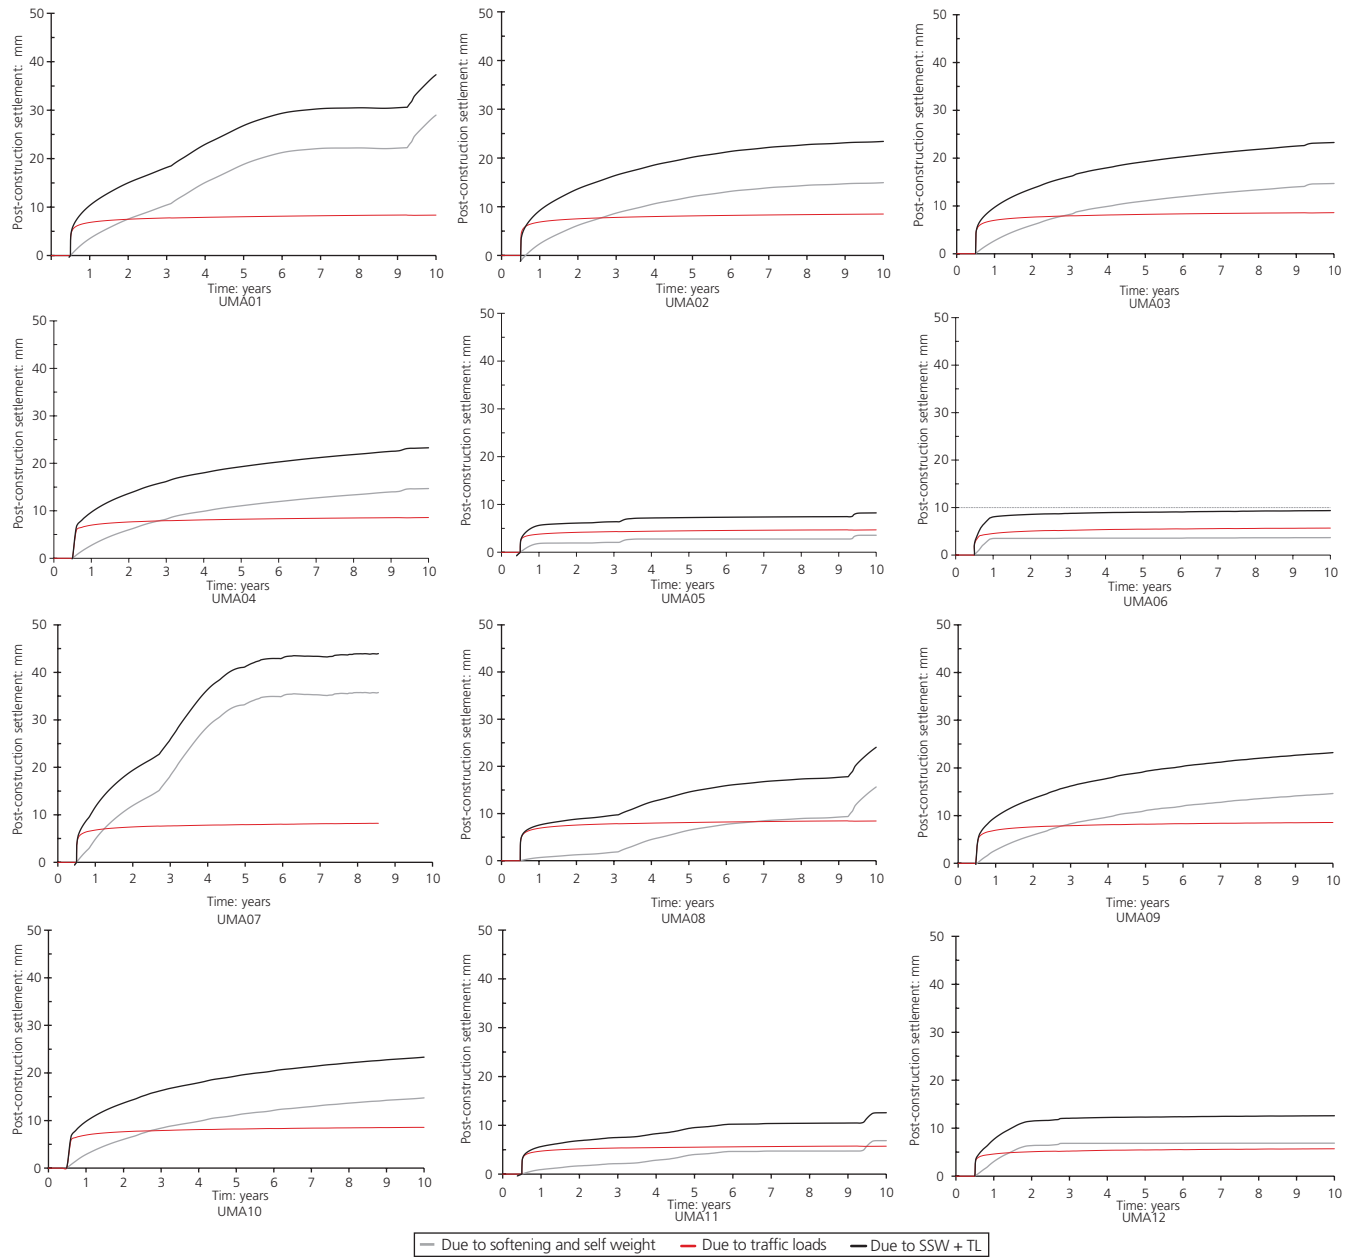 Post-construction settlement: mm
50
40
30
20
10
0
1 2 3 4 5 6 7 8 9 10
Time: years
UMA01
Post-construction settlement: mm
50
40
30
20
10
0
0 1 2 3 4 5 6 7 8 9 10
Time: years
UMA02
Post-construction settlement: mm
50
40
30
20
10
0
0 1 2 3 4 5 6 7 8 9 10
Time: years
UMA03
Post-construction settlement: mm
50
40
30
20
10
0
0 1 2 3 4 5 6 7 8 9 10
Time: years
UMA04
Post-construction settlement: mm
50
40
30
20
10
0
0 1 2 3 4 5 6 7 8 9 10
Time: years
UMA05
Post-construction settlement: mm
50
40
30
20
10
0
0 1 2 3 4 5 6 7 8 9 10
Time: years
UMA06
Post-construction settlement: mm
50
40
30
20
10
0
0 1 2 3 4 5 6 7 8 9 10
Time: years
UMA07
Post-construction settlement: mm
50
40
30
20
10
0
0 1 2 3 4 5 6 7 8 9 10
Time: years
UMA08
Post-construction settlement: mm
50
40
30
20
10
0
0 1 2 3 4 5 6 7 8 9 10
Time: years
UMA09
Post-construction settlement: mm
50
40
30
20
10
0
0 1 2 3 4 5 6 7 8 9 10
Tim: years
UMA10
Post-construction settlement: mm
50
40
30
20
10
0
0 1 2 3 4 5 6 7 8 9 10
Time: years
UMA11
Post-construction settlement: mm
50
40
30
20
10
0
0 1 2 3 4 5 6 7 8 9 10
Time: years
UMA12
Due to softening and self weight Due to traffic loads Due to SSW + TL